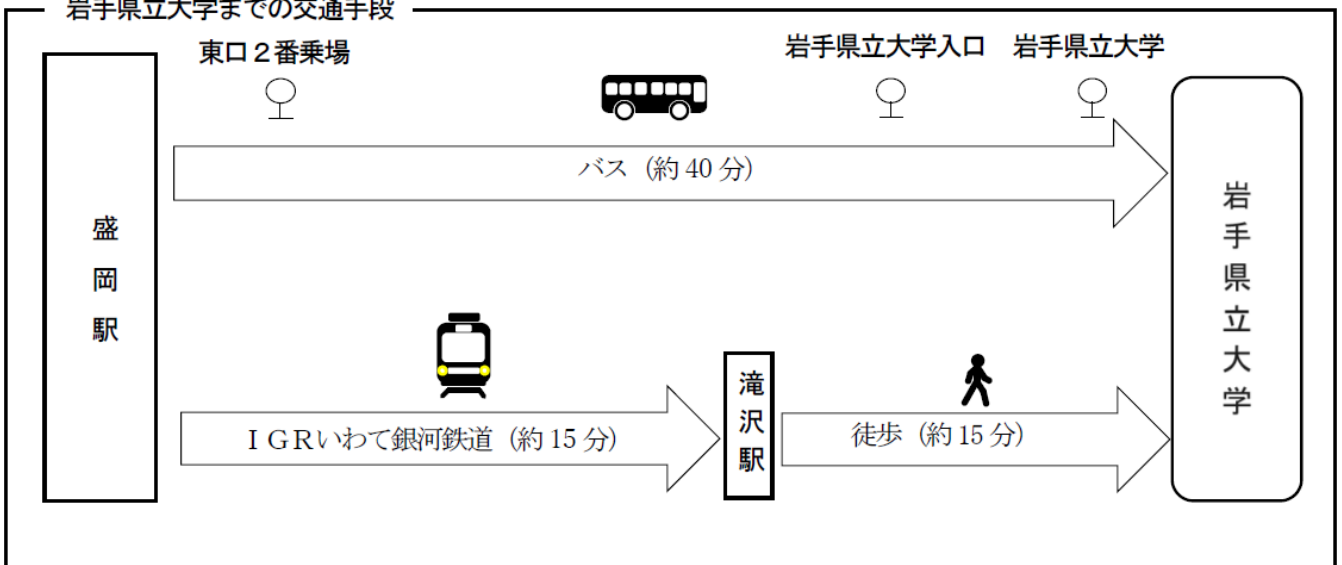 岩手県立大学までの交通手段
東口２番乗場
岩手県立大学入口
岩手県立大学
バス（約 40 分）
盛岡駅
岩手県立大学
ＩＧＲいわて銀河鉄道（約 15 分）
滝沢駅
徒歩（約 15 分）